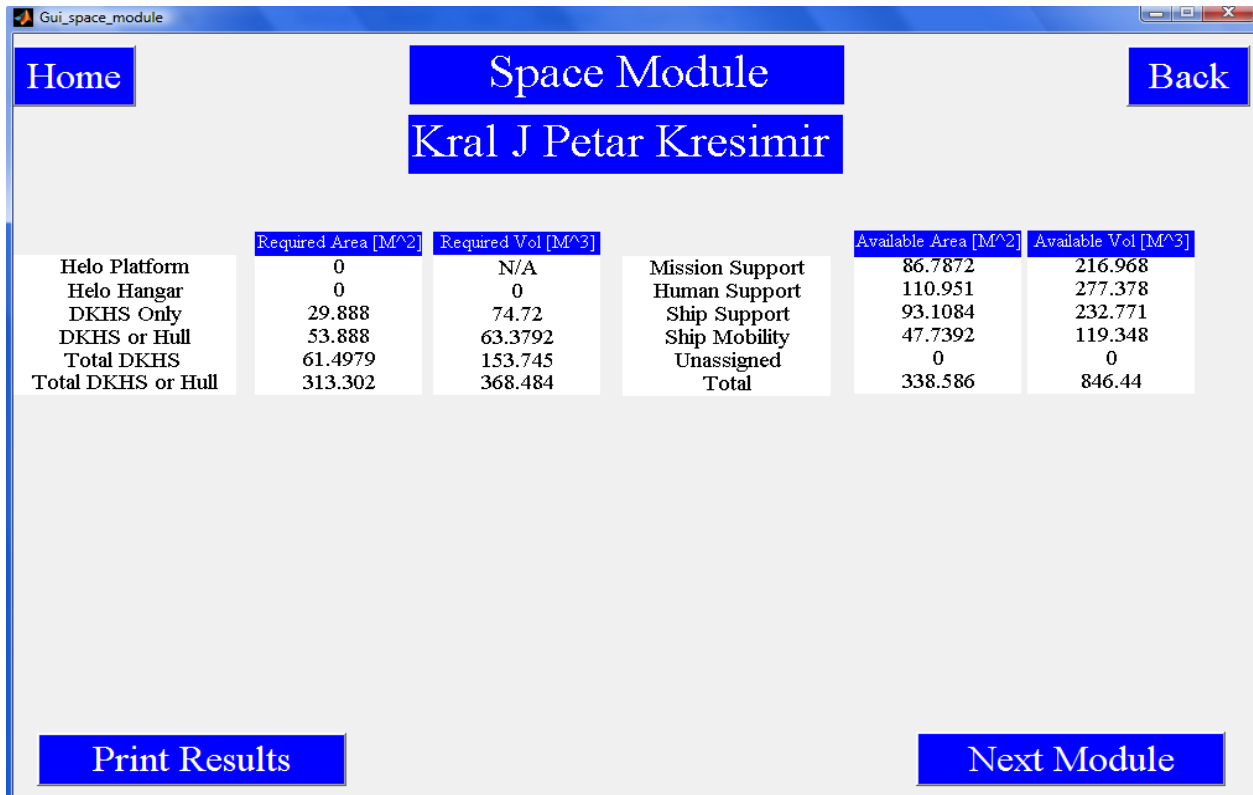 Gui_space_module
Home
Space Module
Back
Kral J Petar Kresimir
Required Area [M^2] Required Vol [M^3] Available Area [M^2] Available Vol [M^3]
Helo Platform 0 N/A Mission Support 86.7872 216.968
Helo Hangar 0 0 Human Support 110.951 277.378
DKHS Only 29.888 74.72 Ship Support 93.1084 232.771
DKHS or Hull 53.888 63.3792 Ship Mobility 47.7392 119.348
Total DKHS 61.4979 153.745 Unassigned 0 0
Total DKHS or Hull 313.302 368.484 Total 338.586 846.44
Print Results
Next Module